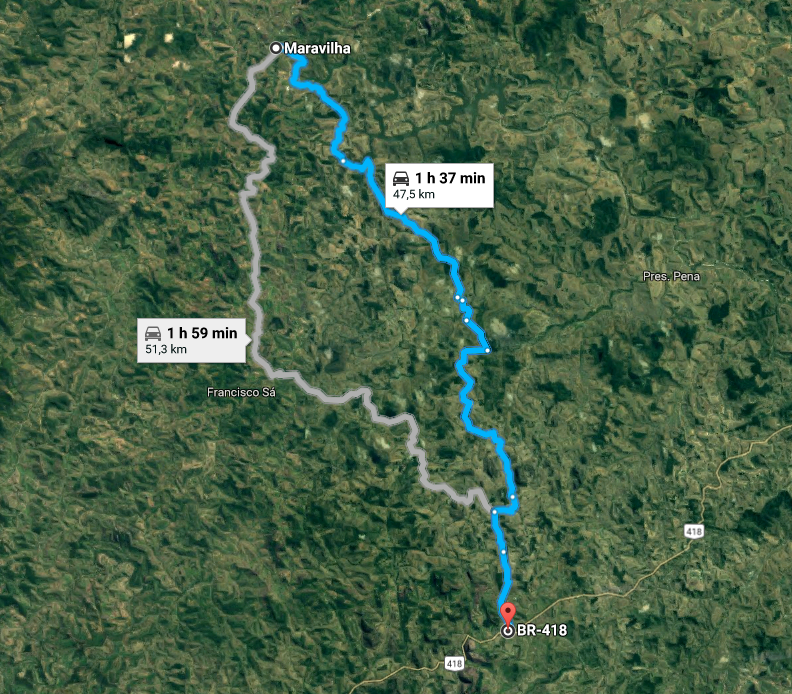 Maravilha
1 h 37 min
47,5 km
Pres. Pena
1 h 59 min
51,3 km
Francisco Sá
418
BR-418
418